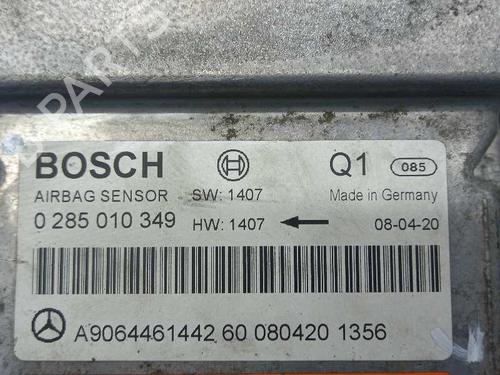 BOSCH Q1 085
AIRBAG SENSOR SW: 1407 Made in Germany
0 285 010 349 HW: 1407 08-04-20
A9064461442 60 080420 1356